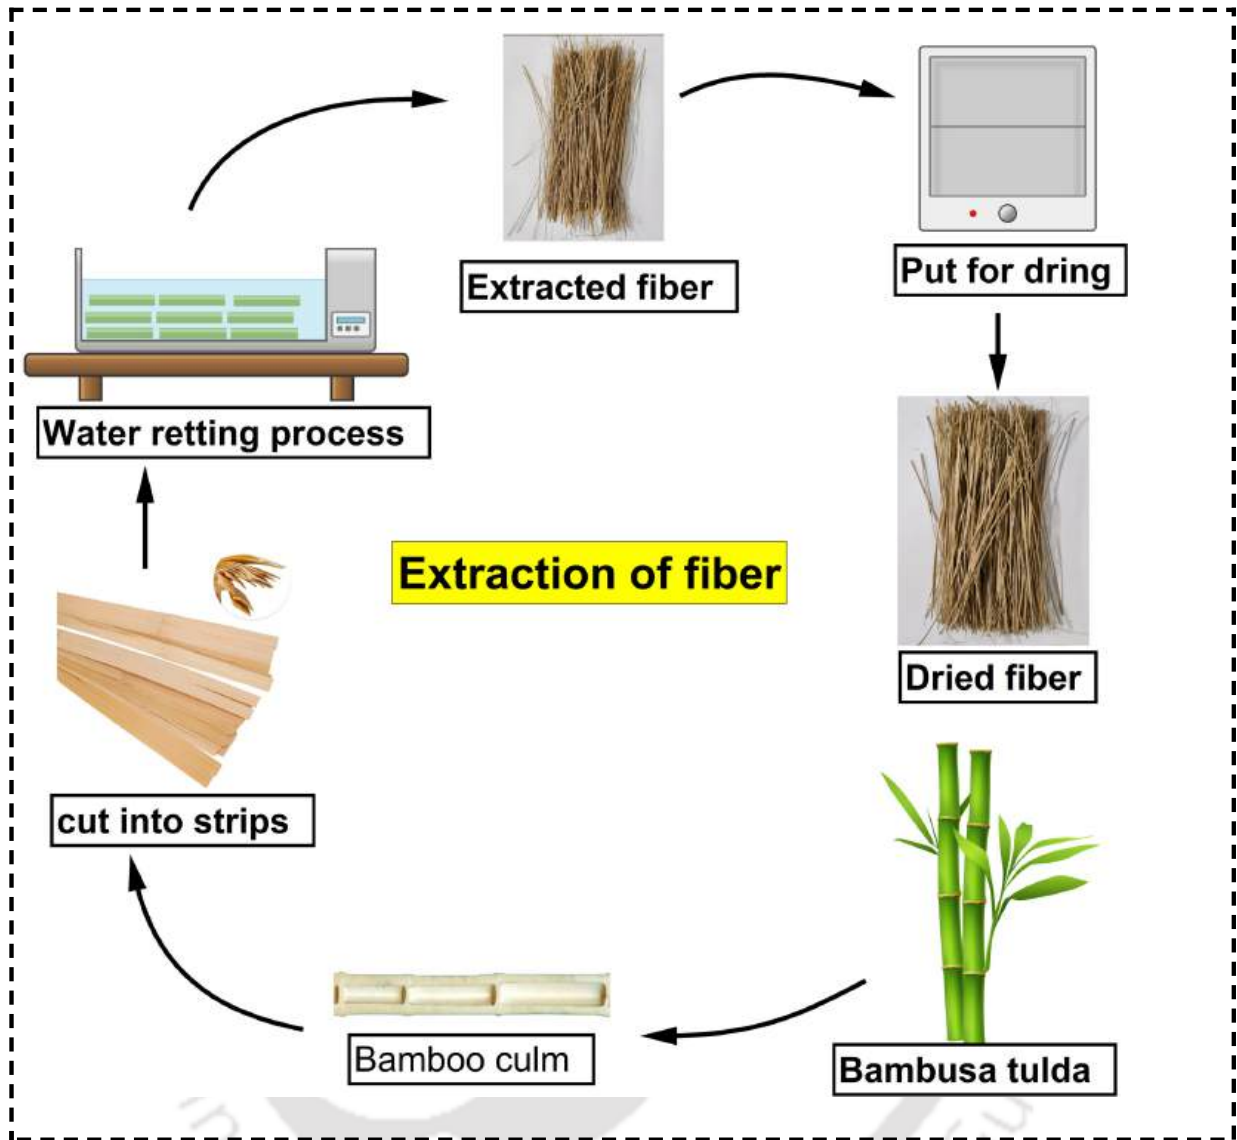 Extracted fiber
Put for dring
Water retting process
Extraction of fiber
Dried fiber
cut into strips
Bamboo culm
Bambusa tulda